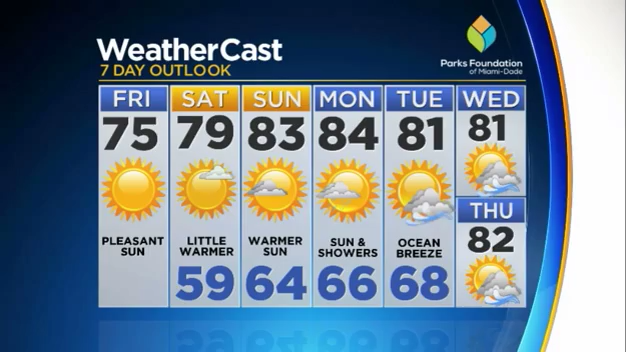 WeatherCast
7 DAY OUTLOOK
Parks Foundation
of Miami-Dade
FRI
75
PLEASANT
SUN
SAT
79
LITTLE
WARMER
59
SUN
83
WARMER
SUN
64
MON
84
SUN &
SHOWERS
66
TUE
81
OCEAN
BREEZE
68
WED
81
THU
82